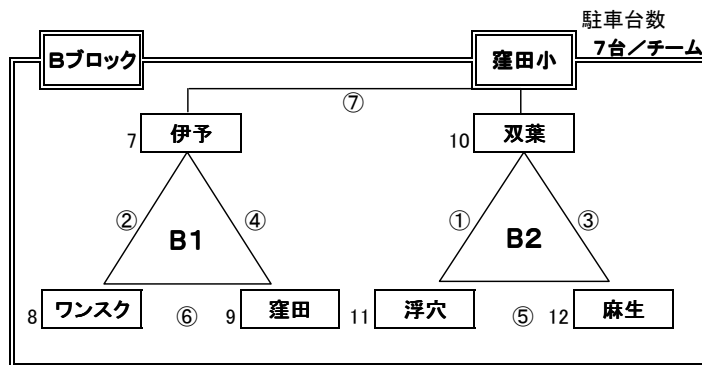 駐車台数
Bブロック
窪田小
7台/チーム
⑦
7 伊予
10 双葉
② ④
① ③
B1
B2
8 ワンスク ⑥ 9 窪田
11 浮穴 ⑤ 12 麻生